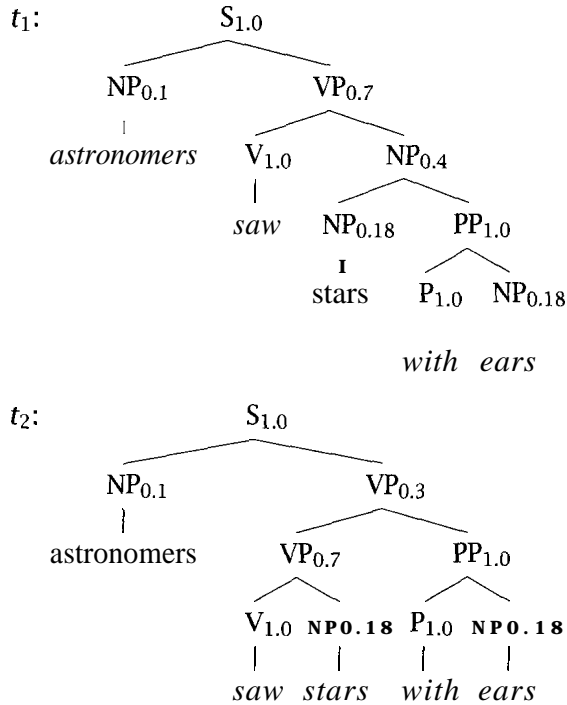 t₁: S₁.₀
NP₀.₁ VP₀.₇
astronomers V₁.₀ NP₀.₄
saw NP₀.₁₈ PP₁.₀
stars P₁.₀ NP₀.₁₈
with ears
t₂: S₁.₀
NP₀.₁ VP₀.₃
astronomers VP₀.₇ PP₁.₀
V₁.₀ NP0.18 P₁.₀ NP0.18
saw stars with ears